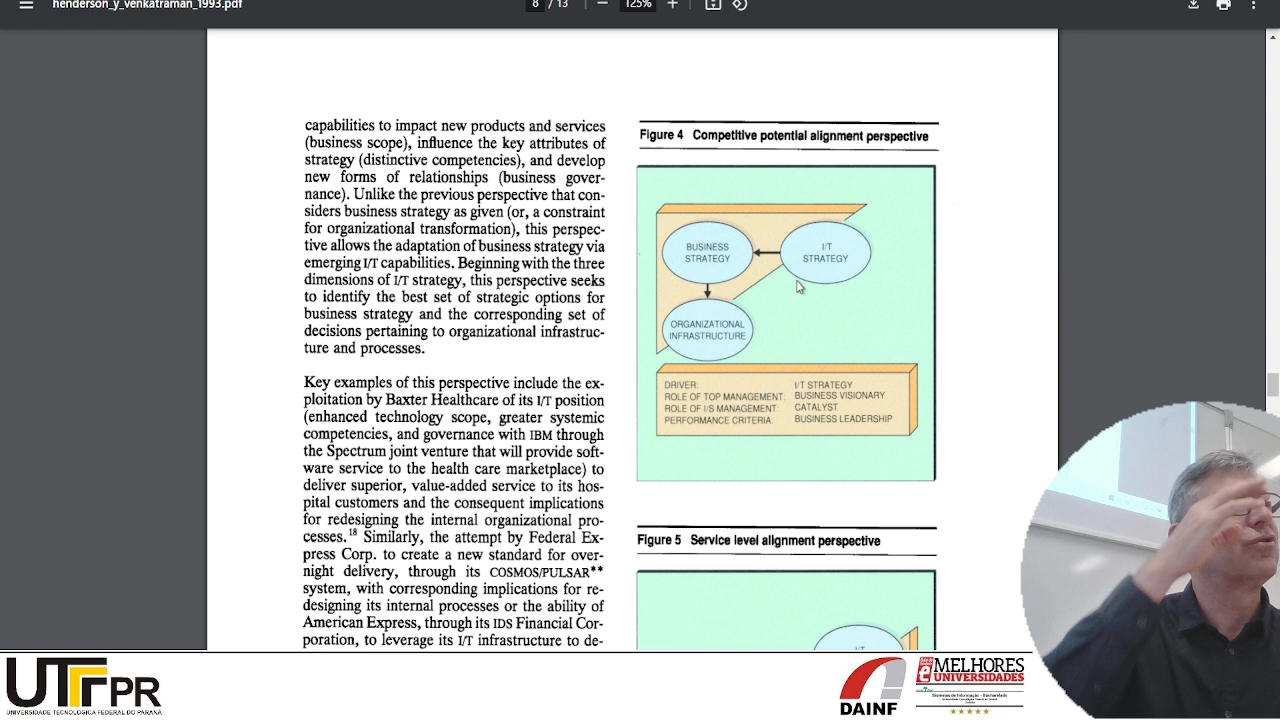 henderson_y_venkatraman_1993.pdf
8 / 13
125%
capabilities to impact new products and services
(business scope), influence the key attributes of
strategy (distinctive competencies), and develop
new forms of relationships (business gover-
nance). Unlike the previous perspective that con-
siders business strategy as given (or, a constraint
for organizational transformation), this perspec-
tive allows the adaptation of business strategy via
emerging I/T capabilities. Beginning with the three
dimensions of I/T strategy, this perspective seeks
to identify the best set of strategic options for
business strategy and the corresponding set of
decisions pertaining to organizational infrastruc-
ture and processes.
Key examples of this perspective include the ex-
ploitation by Baxter Healthcare of its I/T position
(enhanced technology scope, greater systemic
competencies, and governance with IBM through
the Spectrum joint venture that will provide soft-
ware service to the health care marketplace) to
deliver superior, value-added service to its hos-
pital customers and the consequent implications
for redesigning the internal organizational pro-
cesses.18 Similarly, the attempt by Federal Ex-
press Corp. to create a new standard for over-
night delivery, through its COSMOS/PULSAR**
system, with corresponding implications for re-
designing its internal processes or the ability of
American Express, through its IDS Financial Cor-
poration, to leverage its I/T infrastructure to de-
Figure 4 Competitive potential alignment perspective
BUSINESS
STRATEGY
I/T
STRATEGY
ORGANIZATIONAL
INFRASTRUCTURE
DRIVER: I/T STRATEGY
ROLE OF TOP MANAGEMENT: BUSINESS VISIONARY
ROLE OF I/S MANAGEMENT: CATALYST
PERFORMANCE CRITERIA: BUSINESS LEADERSHIP
Figure 5 Service level alignment perspective
I/T
UTFPR
UNIVERSIDADE TECNOLÓGICA FEDERAL DO PARANÁ
DAINF
MELHORES
UNIVERSIDADES
Sistemas de Informação - Bacharelado